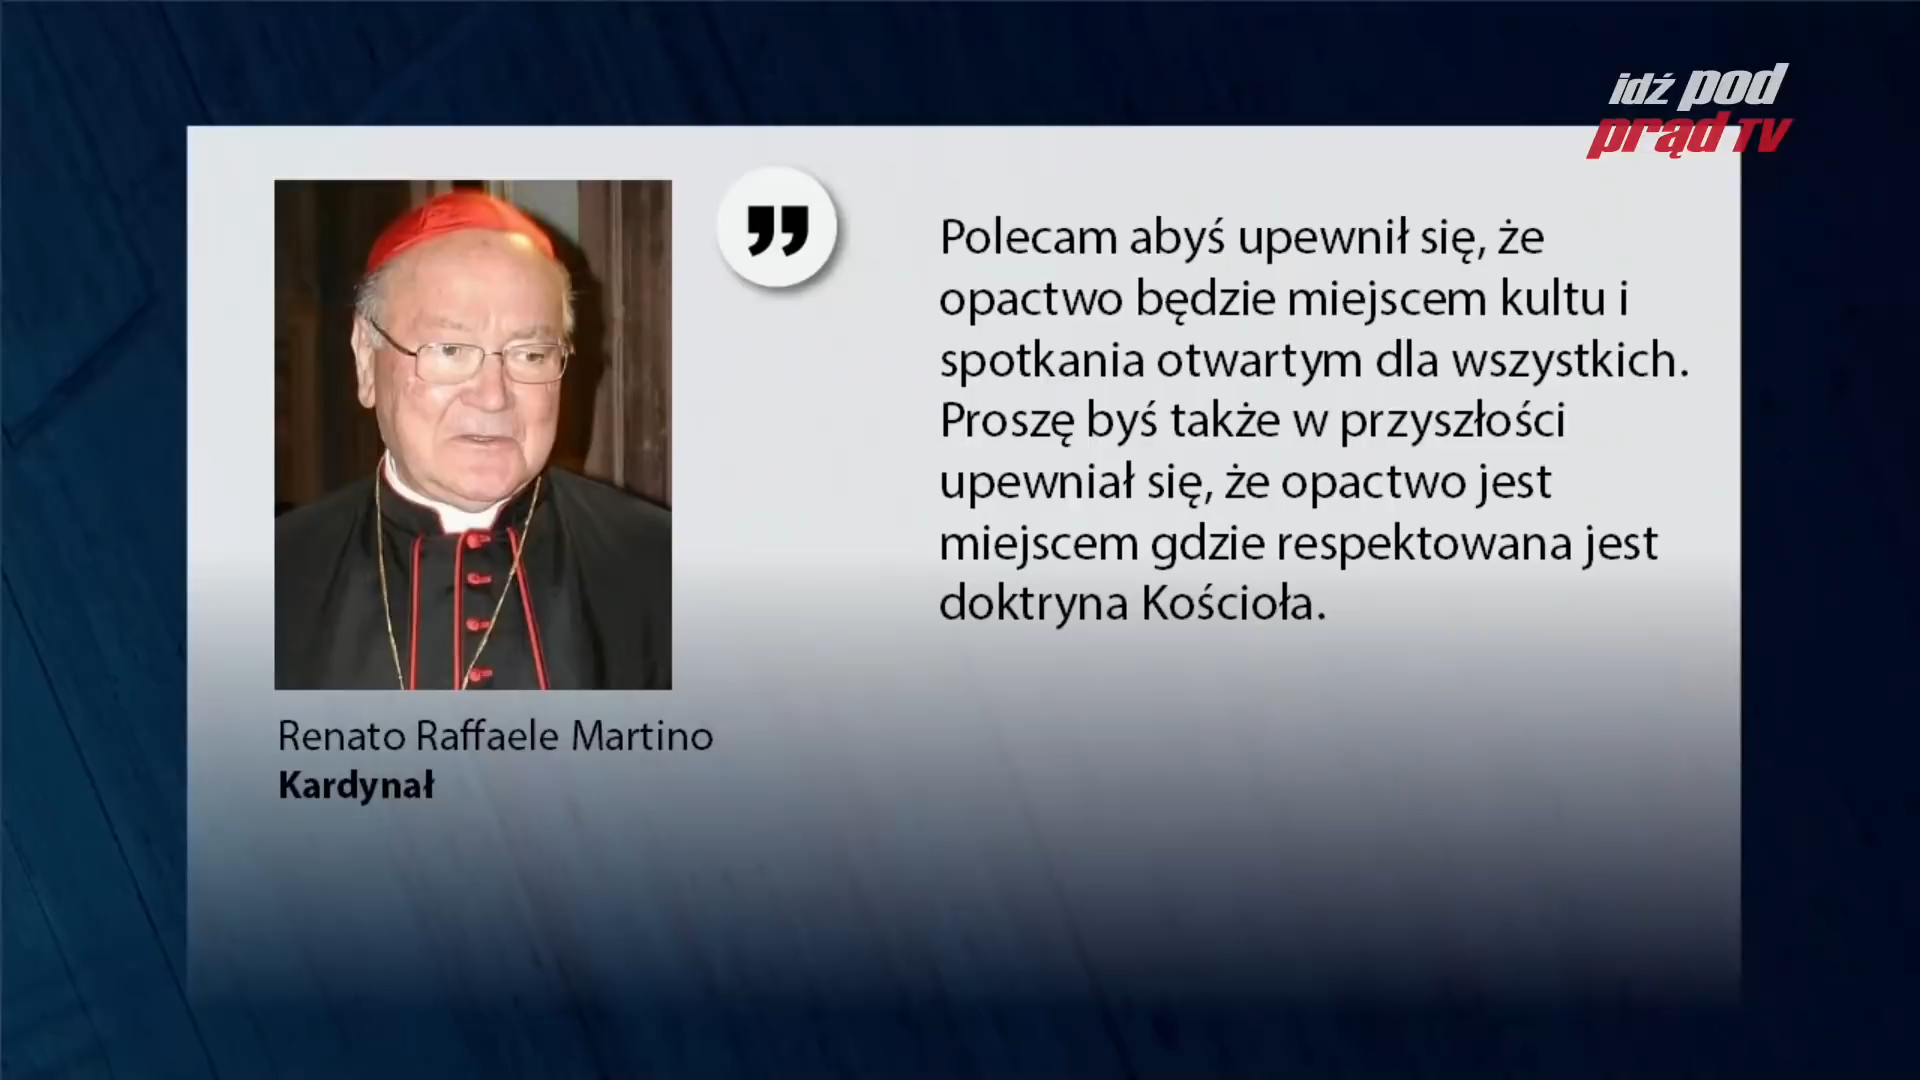 idź pod
prąd TV
Polecam abyś upewnił się, że
opactwo będzie miejscem kultu i
spotkania otwartym dla wszystkich.
Proszę byś także w przyszłości
upewniał się, że opactwo jest
miejscem gdzie respektowana jest
doktryna Kościoła.
Renato Raffaele Martino
Kardynał